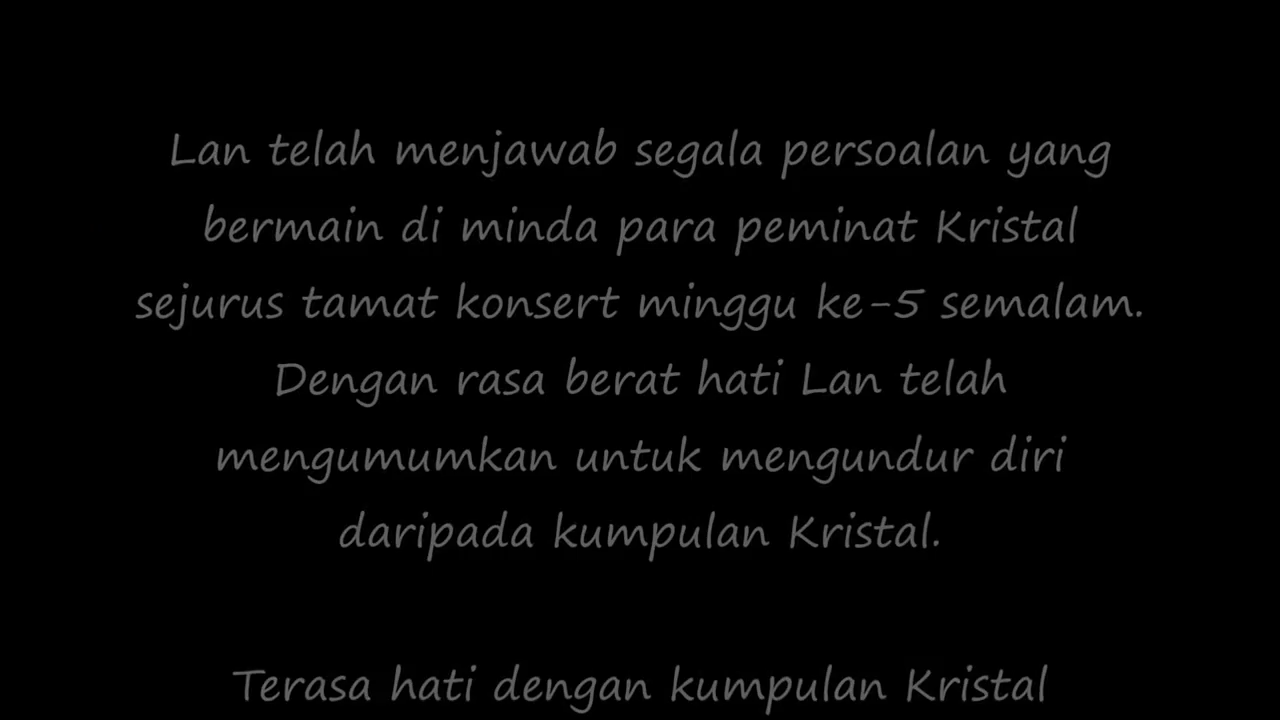 Lan telah menjawab segala persoalan yang
bermain di minda para peminat Kristal
sejurus tamat konsert minggu ke-5 semalam.
Dengan rasa berat hati Lan telah
mengumumkan untuk mengundur diri
daripada kumpulan Kristal.
Terasa hati dengan kumpulan Kristal